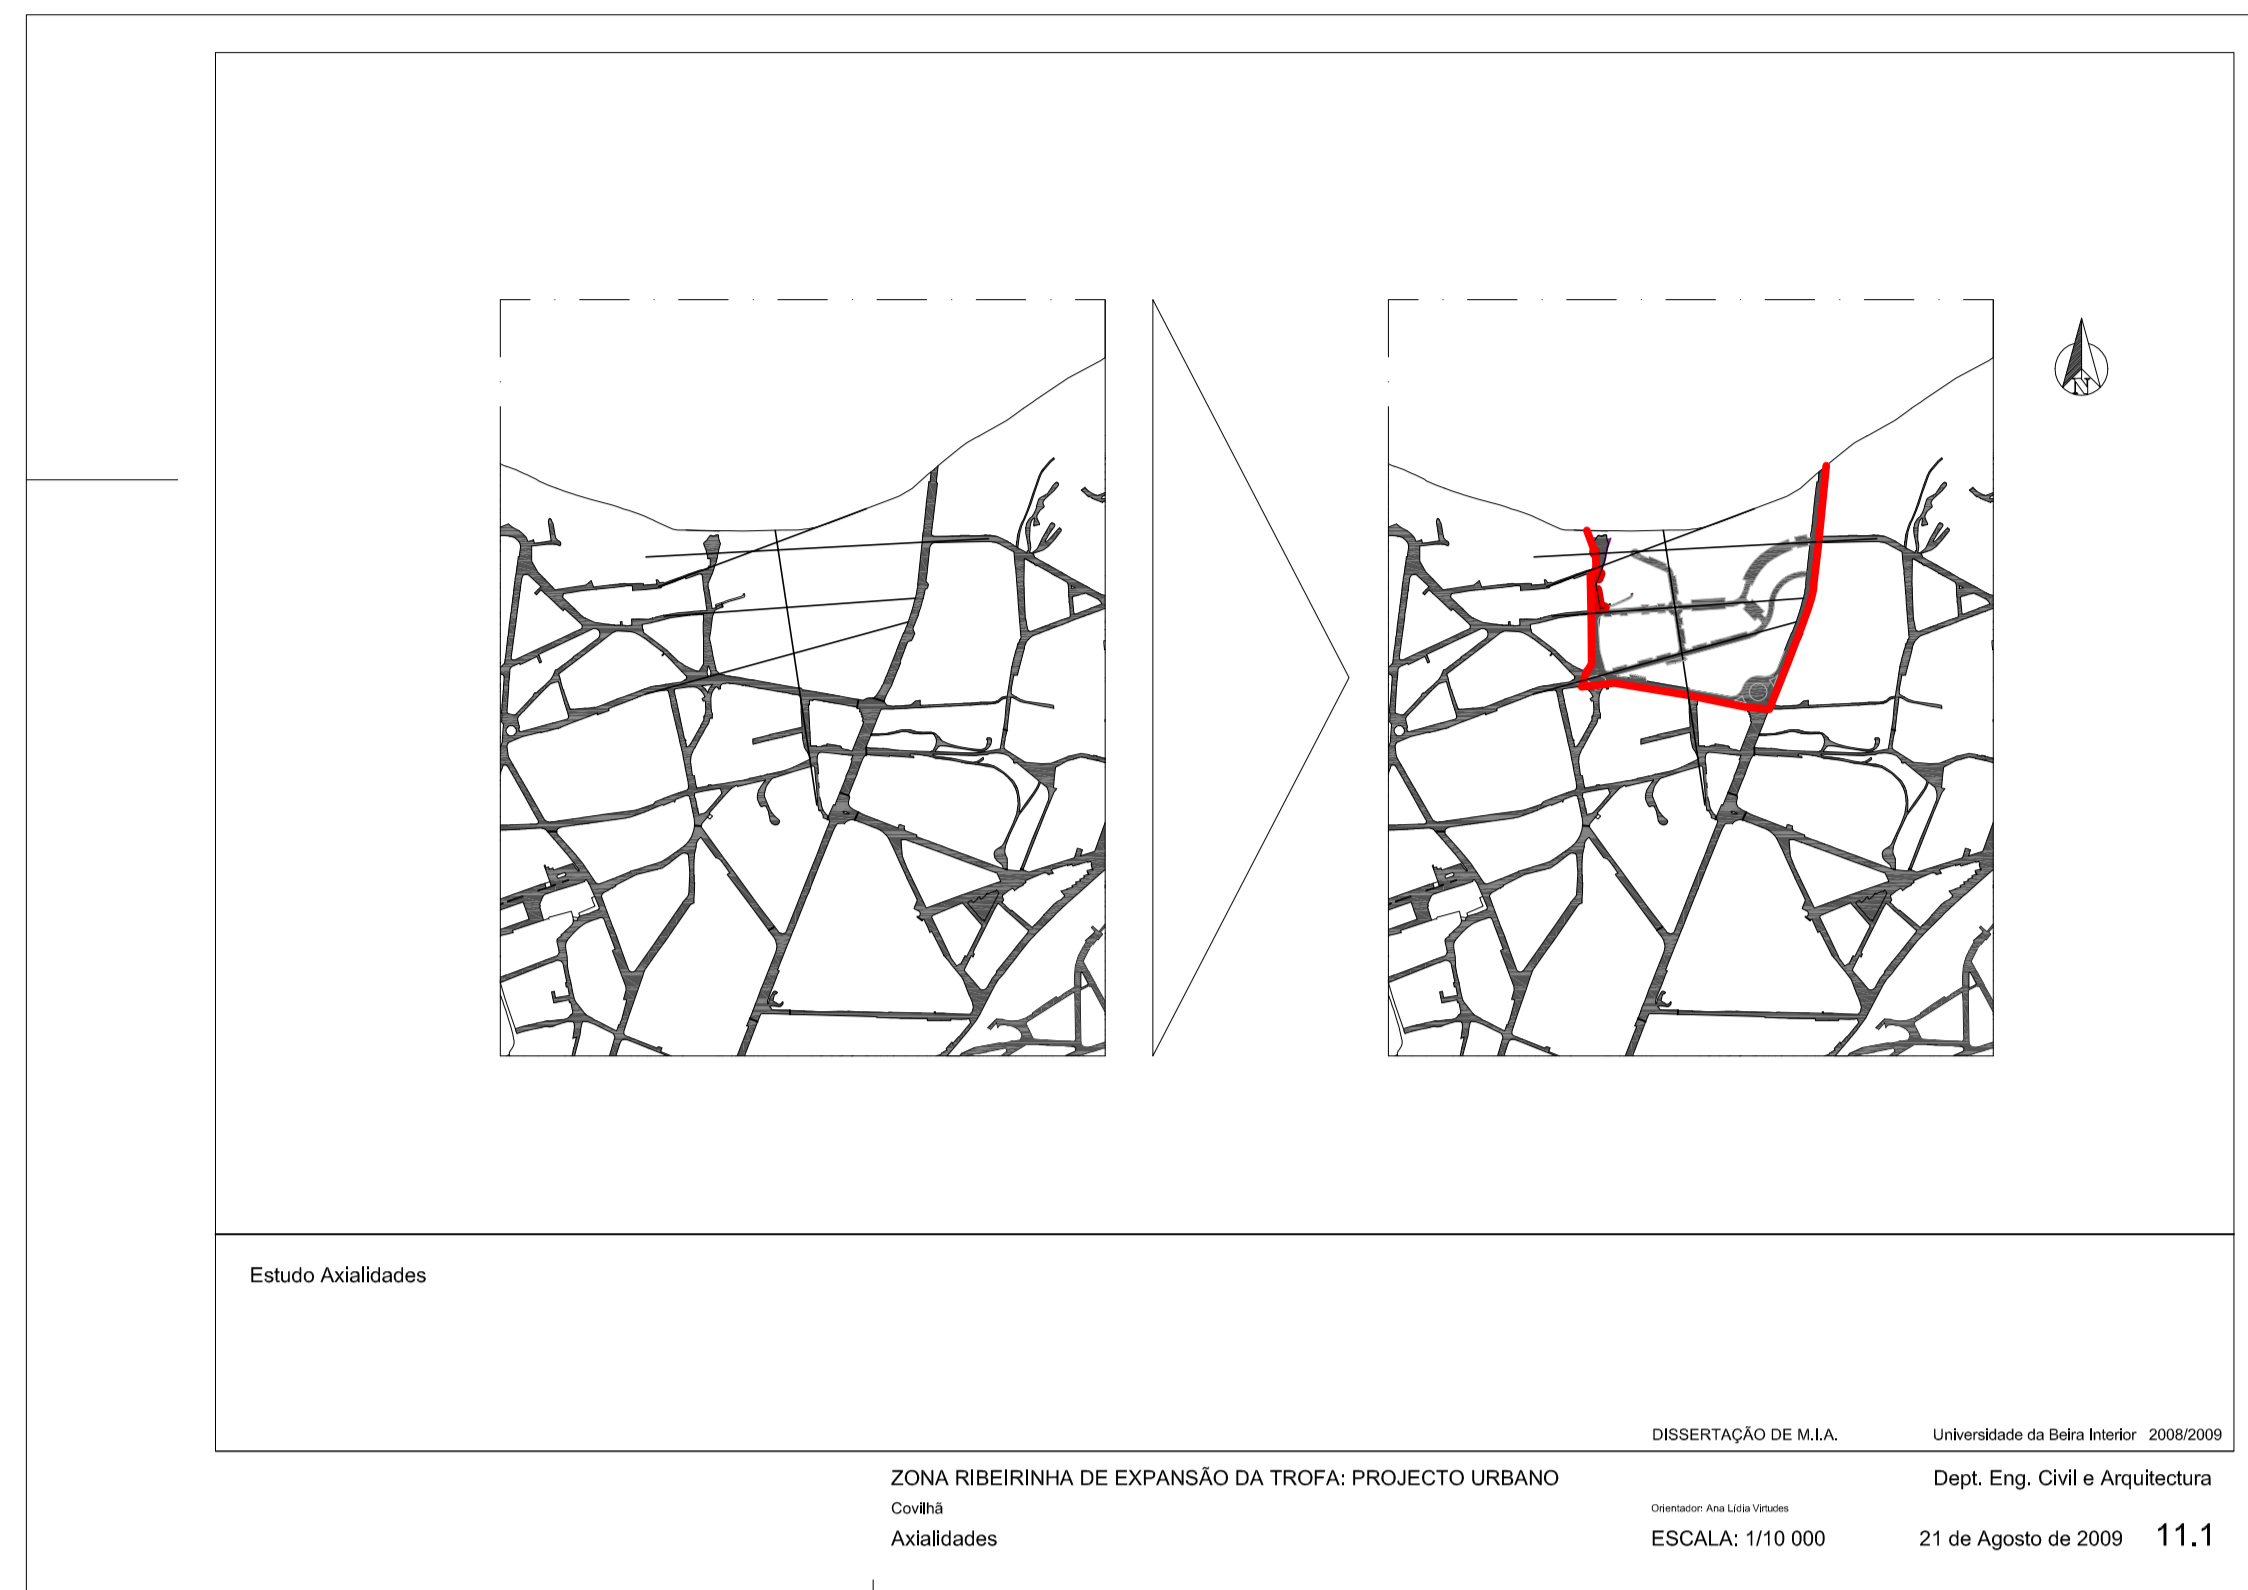 N
Estudo Axialidades
DISSERTAÇÃO DE M.I.A.
Universidade da Beira Interior 2008/2009
ZONA RIBEIRINHA DE EXPANSÃO DA TROFA: PROJECTO URBANO
Dept. Eng. Civil e Arquitectura
Covilhã
Orientador: Ana Lídia Virtudes
Axialidades
ESCALA: 1/10 000
21 de Agosto de 2009 11.1